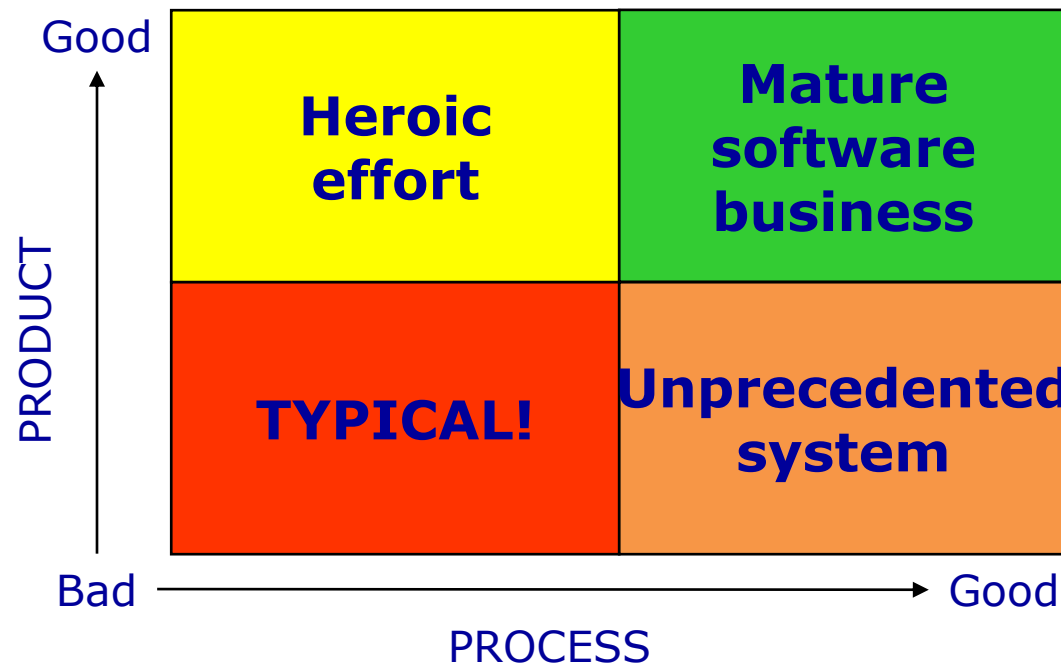 Good
Heroic
effort
Mature
software
business
PRODUCT
TYPICAL!
Unprecedented
system
Bad
Good
PROCESS